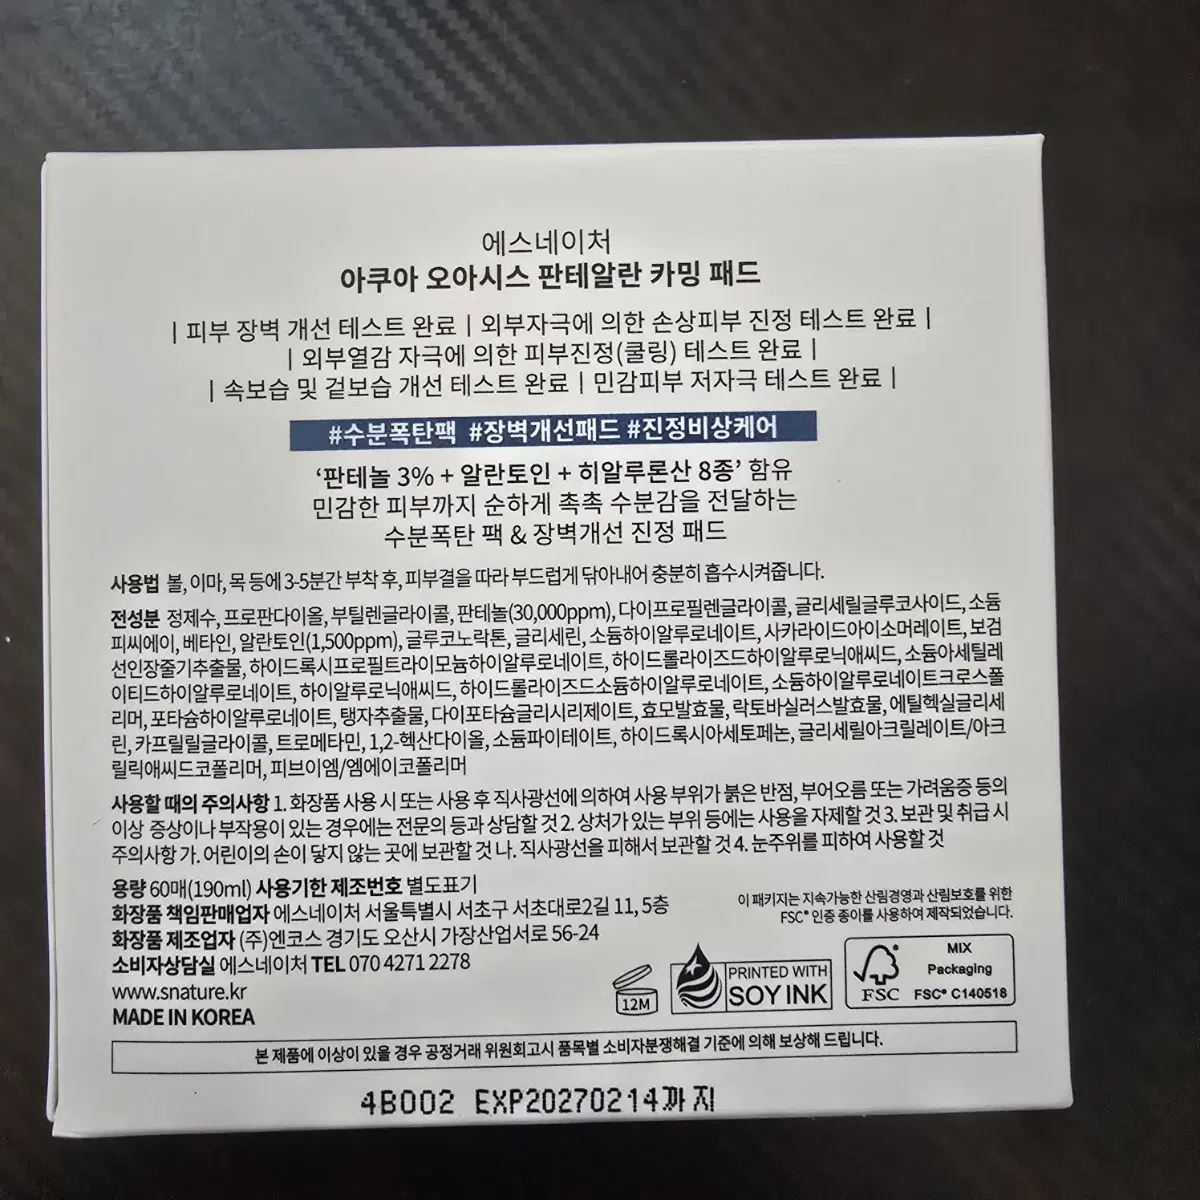 에스네이처
아쿠아 오아시스 판테알란 카밍 패드
| 피부 장벽 개선 테스트 완료 | 외부자극에 의한 손상피부 진정 테스트 완료 |
| 외부열감 자극에 의한 피부진정(쿨링) 테스트 완료 |
| 속보습 및 겉보습 개선 테스트 완료 | 민감피부 저자극 테스트 완료 |
#수분폭탄팩 #장벽개선패드 #진정비상케어
‘판테놀 3% + 알란토인 + 히알루론산 8종’ 함유
민감한 피부까지 순하게 촉촉 수분감을 전달하는
수분폭탄 팩 & 장벽개선 진정 패드
사용법 볼, 이마, 목 등에 3-5분간 부착 후, 피부결을 따라 부드럽게 닦아내어 충분히 흡수시켜줍니다.
전성분 정제수, 프로판다이올, 부틸렌글라이콜, 판테놀(30,000ppm), 다이프로필렌글라이콜, 글리세릴글루코사이드, 소듐
피씨에이, 베타인, 알란토인(1,500ppm), 글루코노락톤, 글리세린, 소듐하이알루로네이트, 사카라이드아이소머레이트, 보검
선인장줄기추출물, 하이드록시프로필트라이모늄하이알루로네이트, 하이드롤라이즈드하이알루로닉애씨드, 소듐아세틸레
이티드하이알루로네이트, 하이알루로닉애씨드, 하이드롤라이즈드소듐하이알루로네이트, 소듐하이알루로네이트크로스폴
리머, 포타슘하이알루로네이트, 탱자추출물, 다이포타슘글리시리제이트, 효모발효물, 락토바실러스발효물, 에틸헥실글리세
린, 카프릴릴글라이콜, 트로메타민, 1,2-헥산다이올, 소듐파이테이트, 하이드록시아세토페논, 글리세릴아크릴레이트/아크
릴릭애씨드코폴리머, 피브이엠/엠에이코폴리머
사용할 때의 주의사항 1. 화장품 사용 시 또는 사용 후 직사광선에 의하여 사용 부위가 붉은 반점, 부어오름 또는 가려움증 등의
이상 증상이나 부작용이 있는 경우에는 전문의 등과 상담할 것 2. 상처가 있는 부위 등에는 사용을 자제할 것 3. 보관 및 취급 시
주의사항 가. 어린이의 손이 닿지 않는 곳에 보관할 것 나. 직사광선을 피해서 보관할 것 4. 눈주위를 피하여 사용할 것
용량 60매(190ml) 사용기한 제조번호 별도표기
화장품 책임판매업자 에스네이처 서울특별시 서초구 서초대로2길 11, 5층
화장품 제조업자 (주)엔코스 경기도 오산시 가장산업서로 56-24
소비자상담실 에스네이처 TEL 070 4271 2278
www.snature.kr
MADE IN KOREA
이 패키지는 지속가능한 산림경영과 산림보호를 위한
FSC® 인증 종이를 사용하여 제작되었습니다.
12M
PRINTED WITH
SOY INK
FSC
MIX
Packaging
FSC® C140518
본 제품에 이상이 있을 경우 공정거래 위원회고시 품목별 소비자분쟁해결 기준에 의해 보상해 드립니다.
4B002 EXP20270214까지